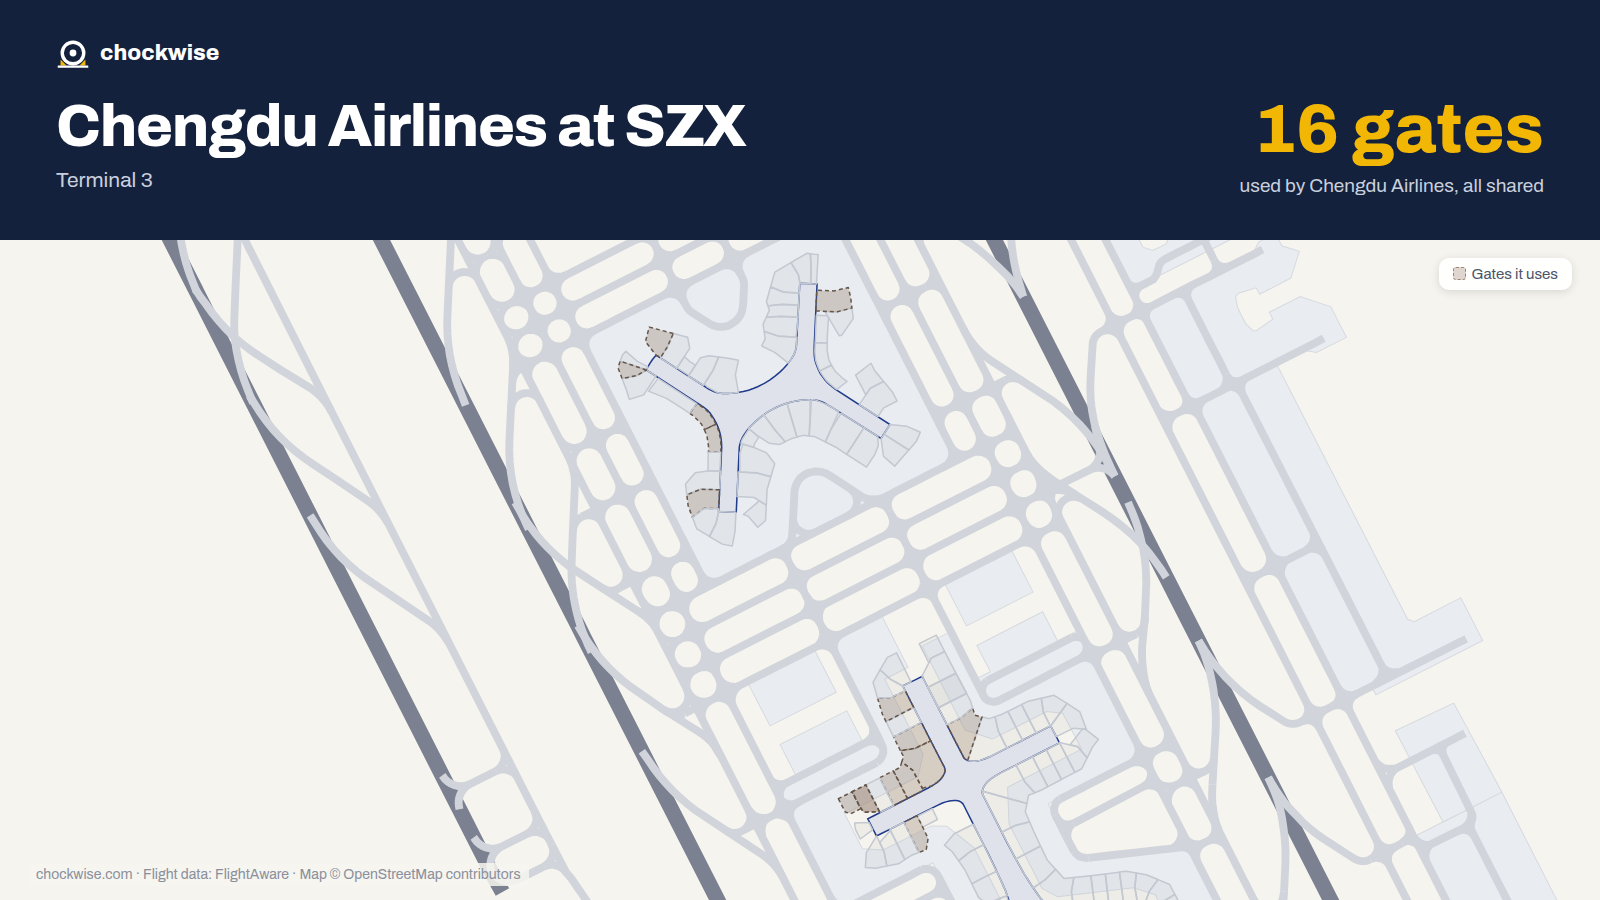 chockwise
Chengdu Airlines at SZX
Terminal 3
16 gates
used by Chengdu Airlines, all shared
Gates it uses
chockwise.com · Flight data: FlightAware · Map © OpenStreetMap contributors